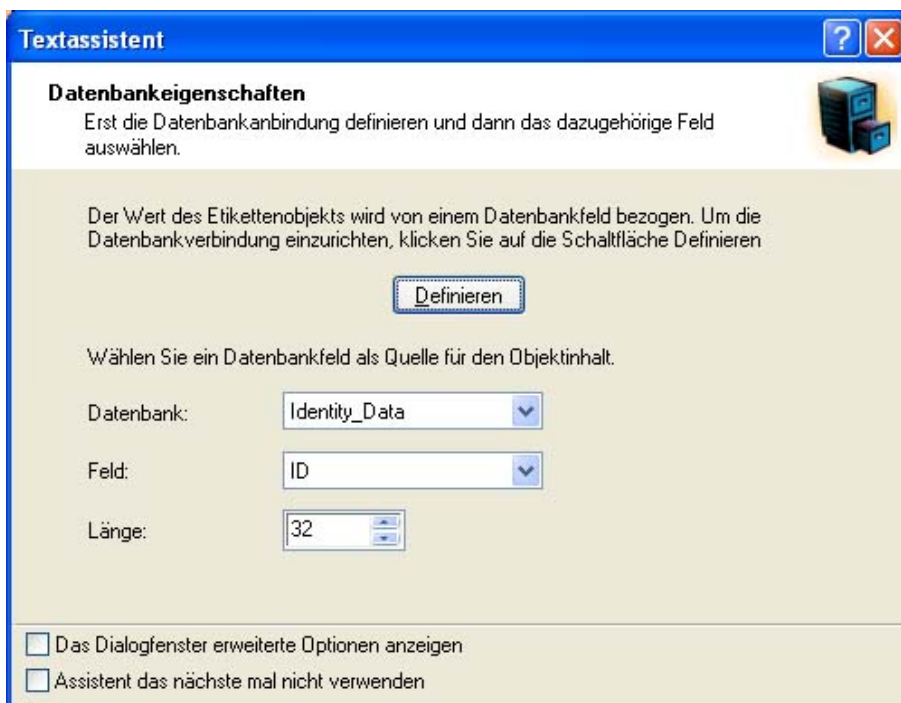 Textassistent
Datenbankeigenschaften
Erst die Datenbankanbindung definieren und dann das dazugehörige Feld
auswählen.
Der Wert des Etikettenobjekts wird von einem Datenbankfeld bezogen. Um die
Datenbankverbindung einzurichten, klicken Sie auf die Schaltfläche Definieren
Definieren
Wählen Sie ein Datenbankfeld als Quelle für den Objektinhalt.
Datenbank: Identity_Data
Feld: ID
Länge: 32
Das Dialogfenster erweiterte Optionen anzeigen
Assistent das nächste mal nicht verwenden